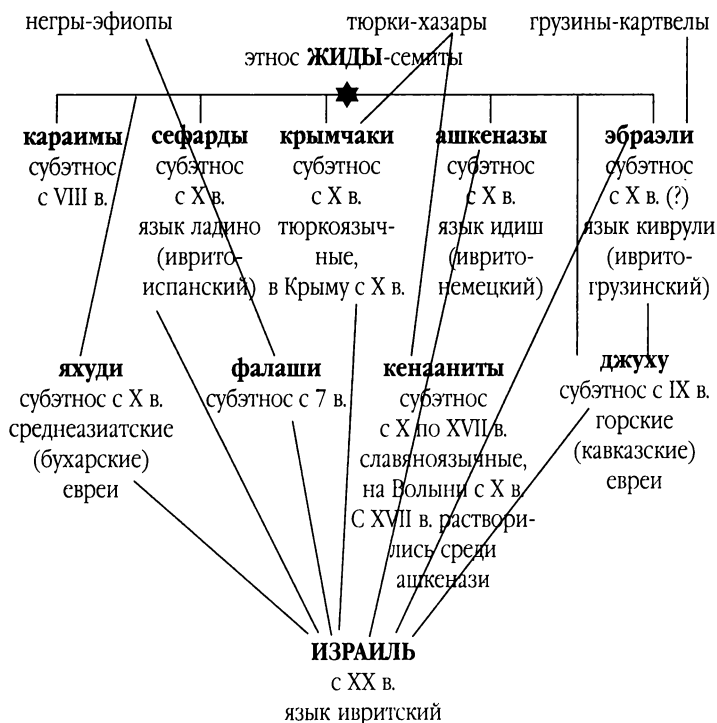 негры-эфиопы
тюрки-хазары
грузины-картвелы
этнос ЖИДЫ-семиты
караимы
субэтнос
с VIII в.
сефарды
субэтнос
с X в.
язык ладино
(иврито-
испанский)
крымчаки
субэтнос
с X в.
тюркоязыч-
ные,
в Крыму с X в.
ашкеназы
субэтнос
с X в.
язык идиш
(иврито-
немецкий)
эбраэли
субэтнос
с X в. (?)
язык киврули
(иврито-
грузинский)
яхуди
субэтнос с X в.
среднеазиатские
(бухарские)
евреи
фалаши
субэтнос с 7 в.
кенааниты
субэтнос
с X по XVII в.
славяноязычные,
на Волыни с X в.
С XVII в. раствори-
лись среди
ашкенази
джуху
субэтнос с IX в.
горские
(кавказские)
евреи
ИЗРАИЛЬ
с XX в.
язык ивритский